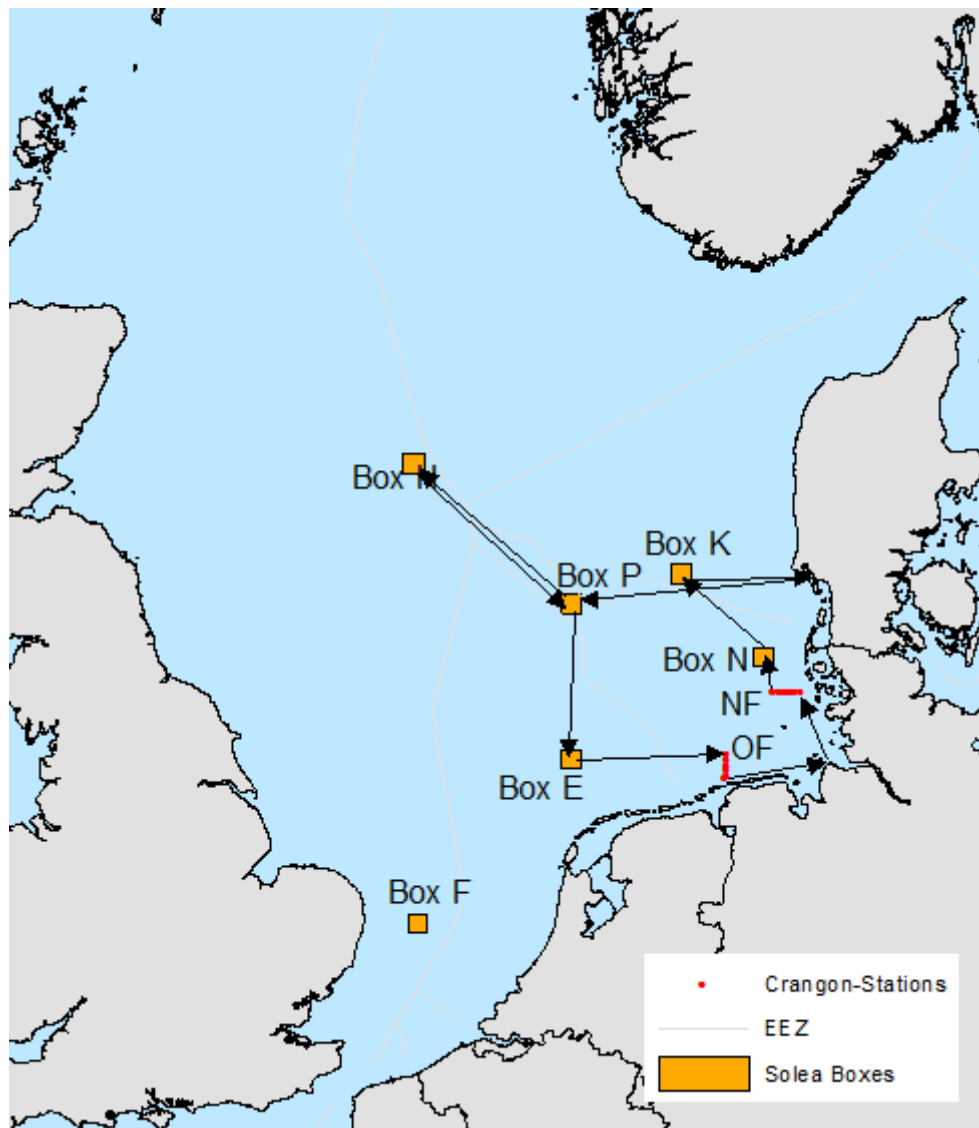 Box H
Box K
Box P
Box N
NF
OF
Box E
Box F
Crangon-Stations
EEZ
Solea Boxes